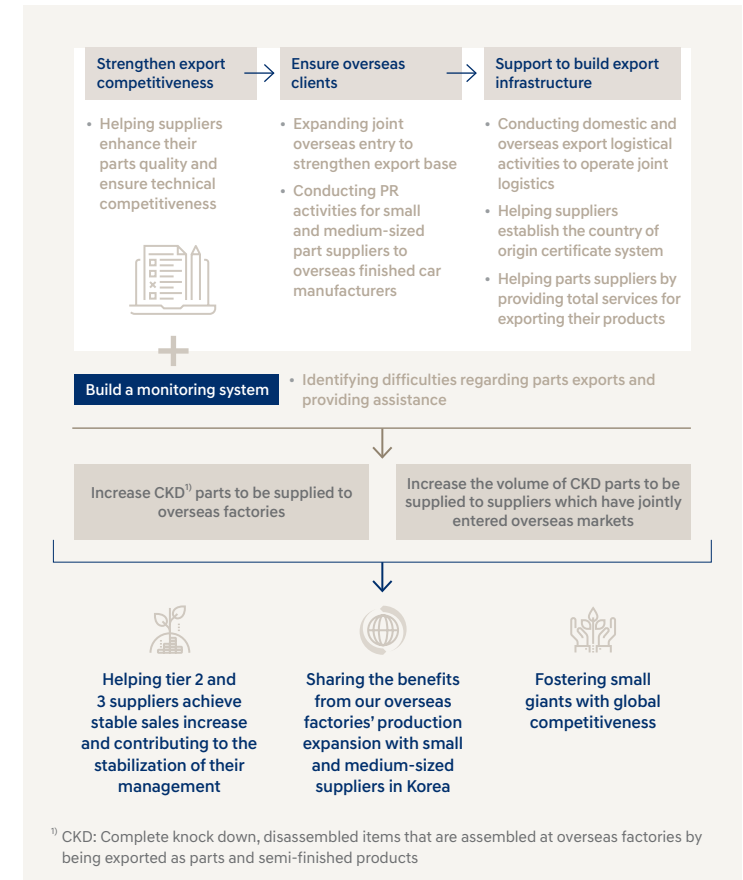 Strengthen export
competitiveness
Ensure overseas
clients
Support to build export
infrastructure
• Helping suppliers
enhance their
parts quality and
ensure technical
competitiveness
• Expanding joint
overseas entry to
strengthen export base
• Conducting PR
activities for small
and medium-sized
part suppliers to
overseas finished car
manufacturers
• Conducting domestic and
overseas export logistical
activities to operate joint
logistics
• Helping suppliers
establish the country of
origin certificate system
• Helping parts suppliers by
providing total services for
exporting their products
+
Build a monitoring system
• Identifying difficulties regarding parts exports and
providing assistance
Increase CKD¹⁾ parts to be supplied to
overseas factories
Increase the volume of CKD parts to be
supplied to suppliers which have jointly
entered overseas markets
Helping tier 2 and
3 suppliers achieve
stable sales increase
and contributing to the
stabilization of their
management
Sharing the benefits
from our overseas
factories’ production
expansion with small
and medium-sized
suppliers in Korea
Fostering small
giants with global
competitiveness
¹⁾ CKD: Complete knock down, disassembled items that are assembled at overseas factories by
being exported as parts and semi-finished products